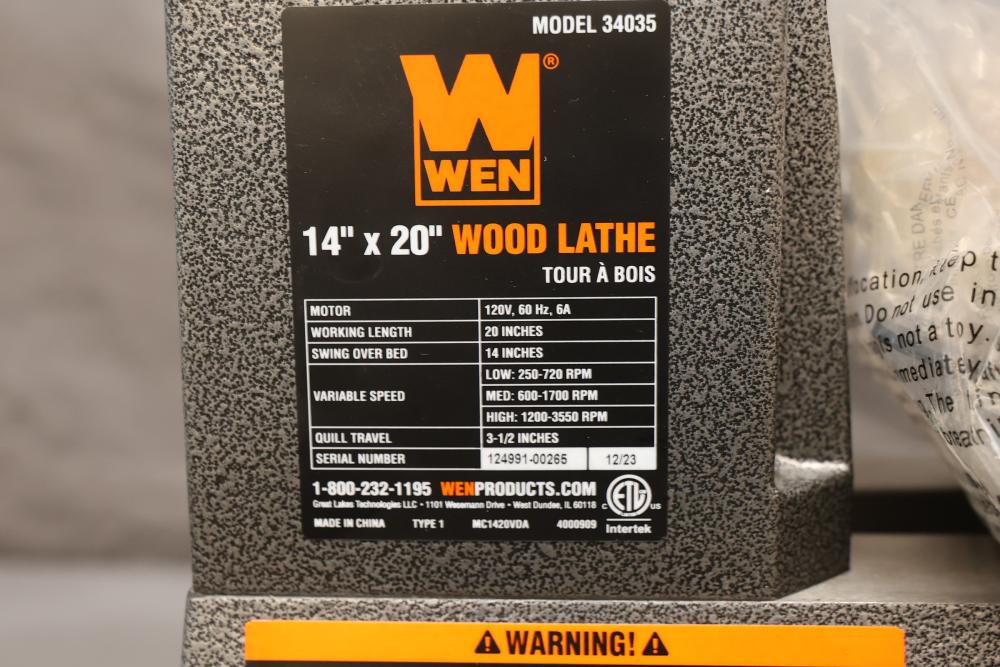 MODEL 34035
W®
WEN
14" x 20" WOOD LATHE
TOUR À BOIS
MOTOR 120V, 60 Hz, 6A
WORKING LENGTH 20 INCHES
SWING OVER BED 14 INCHES
VARIABLE SPEED LOW: 250-720 RPM
MED: 600-1700 RPM
HIGH: 1200-3550 RPM
QUILL TRAVEL 3-1/2 INCHES
SERIAL NUMBER 124991-00265 12/23
1-800-232-1195 WENPRODUCTS.COM
Great Lakes Technologies LLC • 1101 Wesemann Drive • West Dundee, IL 60118
MADE IN CHINA TYPE 1 MC1420VDA 4000909
c ETL us
Intertek
WARNING!
Do not use in
is not a toy.
The